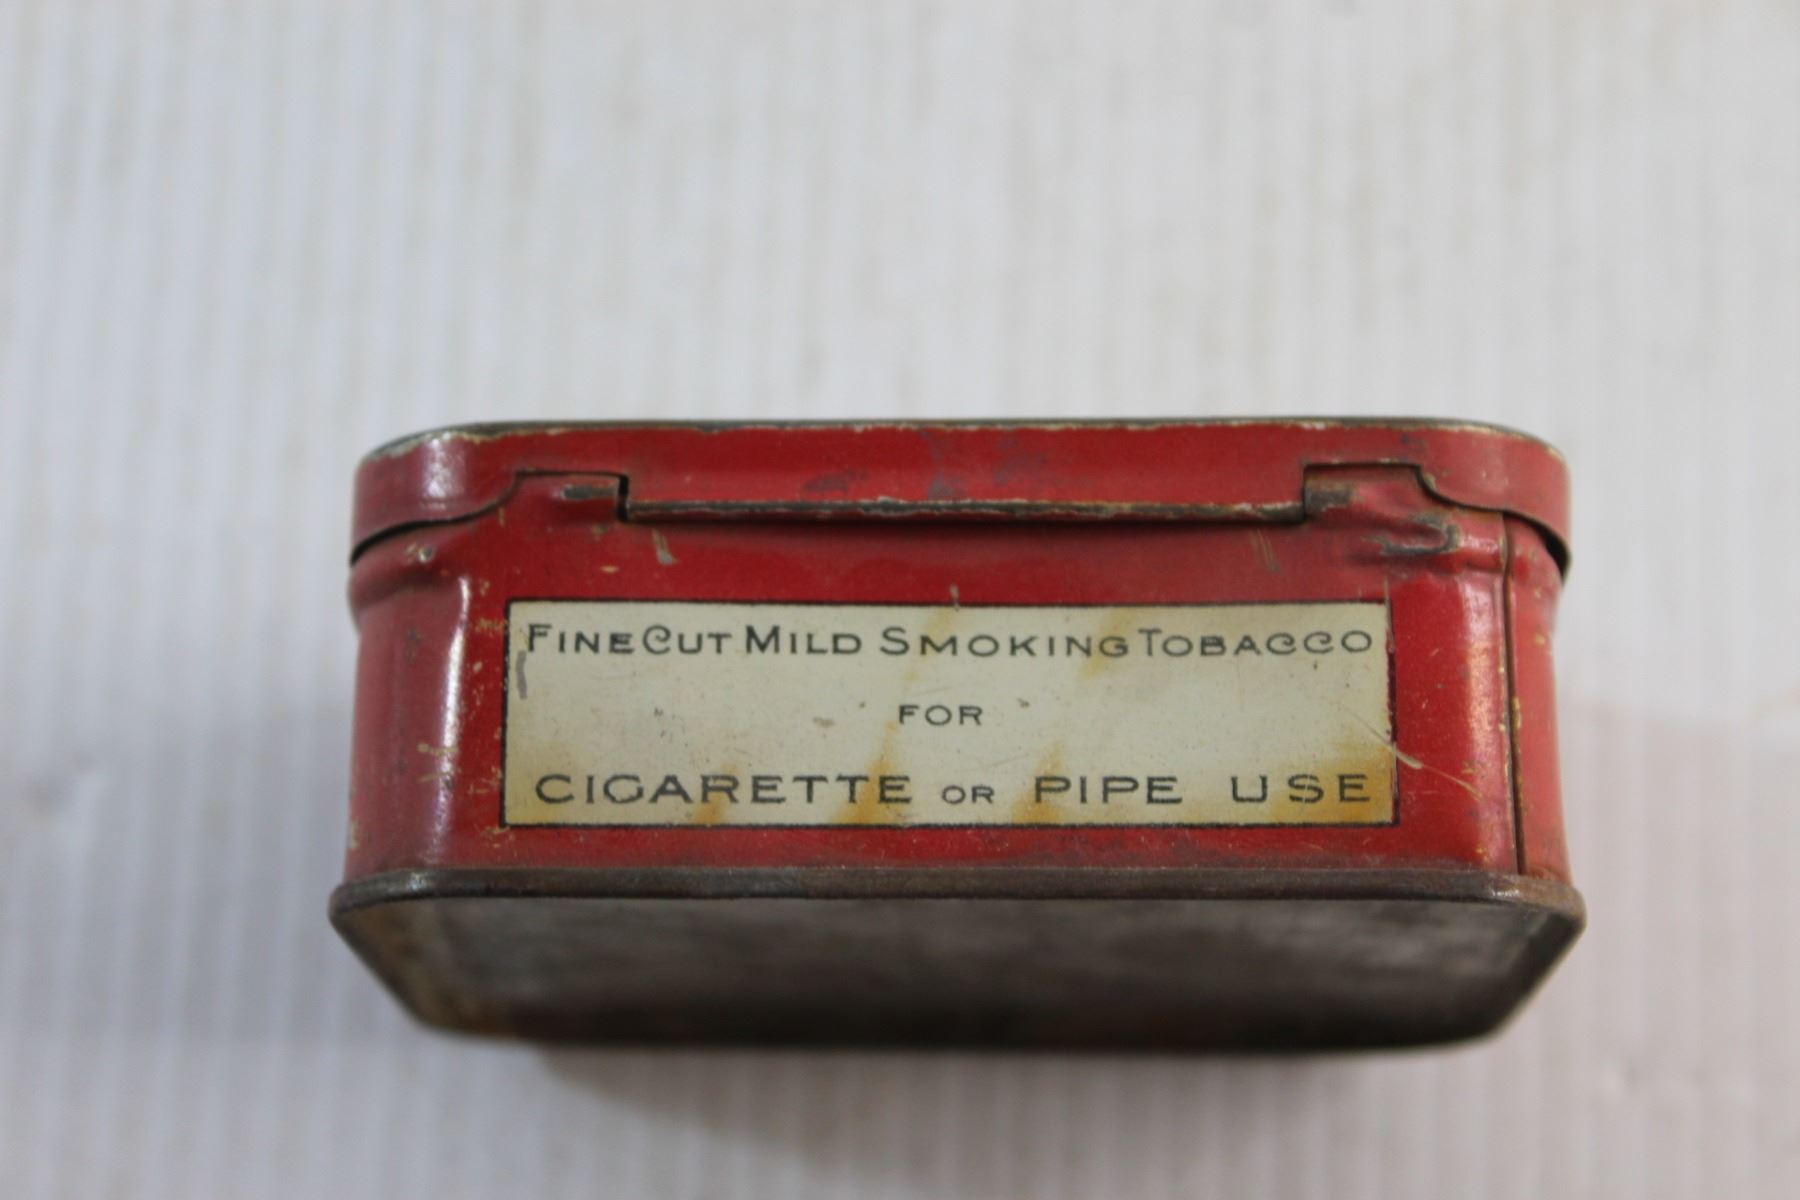 FINE CUT MILD SMOKING TOBACCO
FOR
CIGARETTE OR PIPE USE